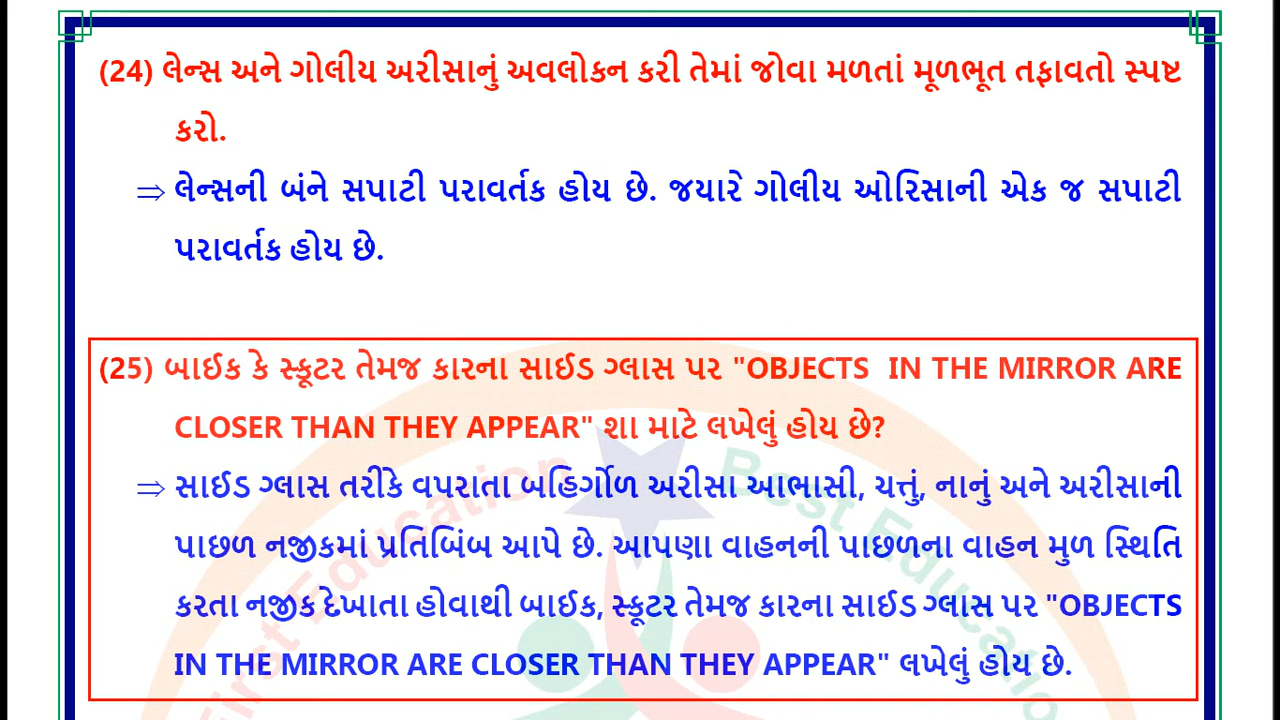 (24) લેન્સ અને ગોલીય અરીસાનું અવલોકન કરી તેમાં જોવા મળતાં મૂળભૂત તફાવતો સ્પષ્ટ
કરો.
⇒ લેન્સની બંને સપાટી પરાવર્તક હોય છે. જયારે ગોલીય ઓરિસાની એક જ સપાટી
પરાવર્તક હોય છે.
(25) બાઈક કે સ્કૂટર તેમજ કારના સાઈડ ગ્લાસ પર "OBJECTS IN THE MIRROR ARE
CLOSER THAN THEY APPEAR" શા માટે લખેલું હોય છે?
⇒ સાઈડ ગ્લાસ તરીકે વપરાતા બહિર્ગોળ અરીસા આભાસી, ચત્તું, નાનું અને અરીસાની
પાછળ નજીકમાં પ્રતિબિંબ આપે છે. આપણા વાહનની પાછળના વાહન મુળ સ્થિતિ
કરતા નજીક દેખાતા હોવાથી બાઈક, સ્કૂટર તેમજ કારના સાઈડ ગ્લાસ પર "OBJECTS
IN THE MIRROR ARE CLOSER THAN THEY APPEAR" લખેલું હોય છે.
First Education Best Education